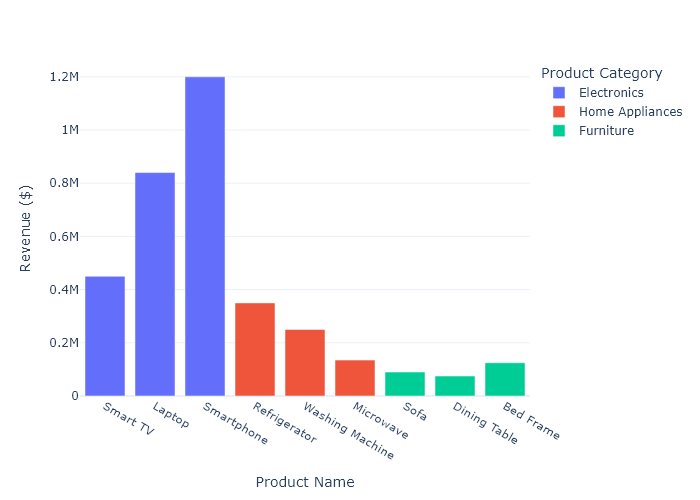 Product Category
Electronics
Home Appliances
Furniture
Revenue ($)
1.2M
1M
0.8M
0.6M
0.4M
0.2M
0
Smart TV
Laptop
Smartphone
Refrigerator
Washing Machine
Microwave
Sofa
Dining Table
Bed Frame
Product Name